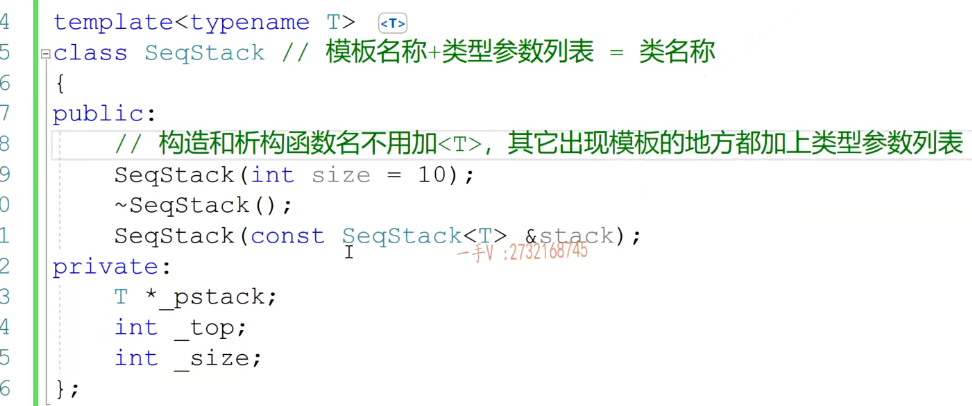 4 template<typename T> <T>
5 class SeqStack // 模板名称+类型参数列表 = 类名称
6 {
7 public:
8 // 构造和析构函数名不用加<T>，其它出现模板的地方都加上类型参数列表
9 SeqStack(int size = 10);
0 ~SeqStack();
1 SeqStack(const SeqStack<T> &stack);
一手V :2732168745
2 private:
3 T *_pstack;
4 int _top;
5 int _size;
6 };